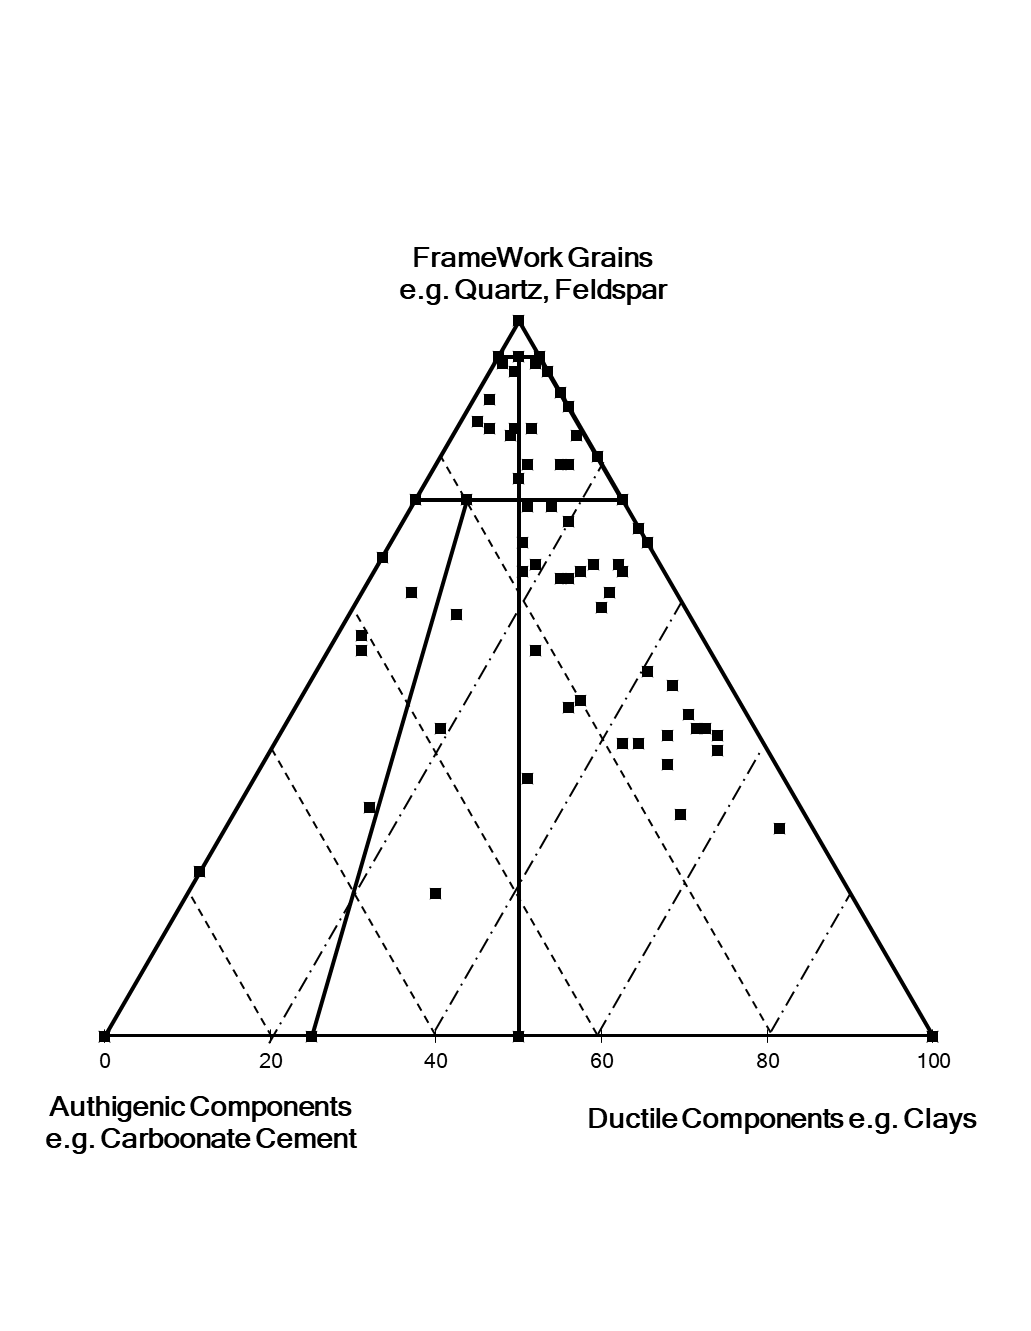 FrameWork Grains
e.g. Quartz, Feldspar
0 20 40 60 80 100
Authigenic Components
e.g. Carboonate Cement
Ductile Components e.g. Clays